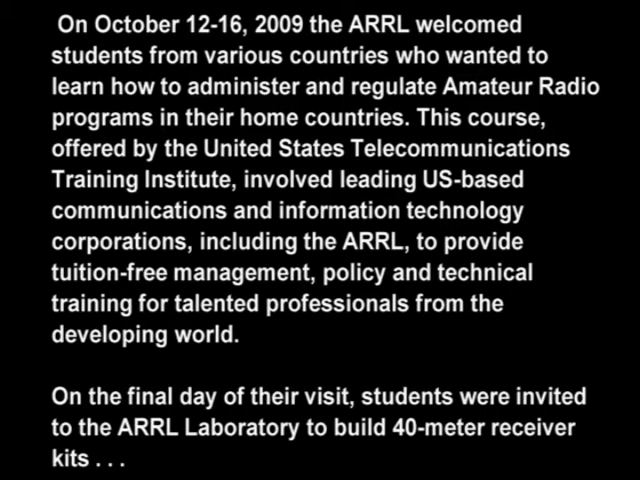 On October 12-16, 2009 the ARRL welcomed
students from various countries who wanted to
learn how to administer and regulate Amateur Radio
programs in their home countries. This course,
offered by the United States Telecommunications
Training Institute, involved leading US-based
communications and information technology
corporations, including the ARRL, to provide
tuition-free management, policy and technical
training for talented professionals from the
developing world.
On the final day of their visit, students were invited
to the ARRL Laboratory to build 40-meter receiver
kits . . .